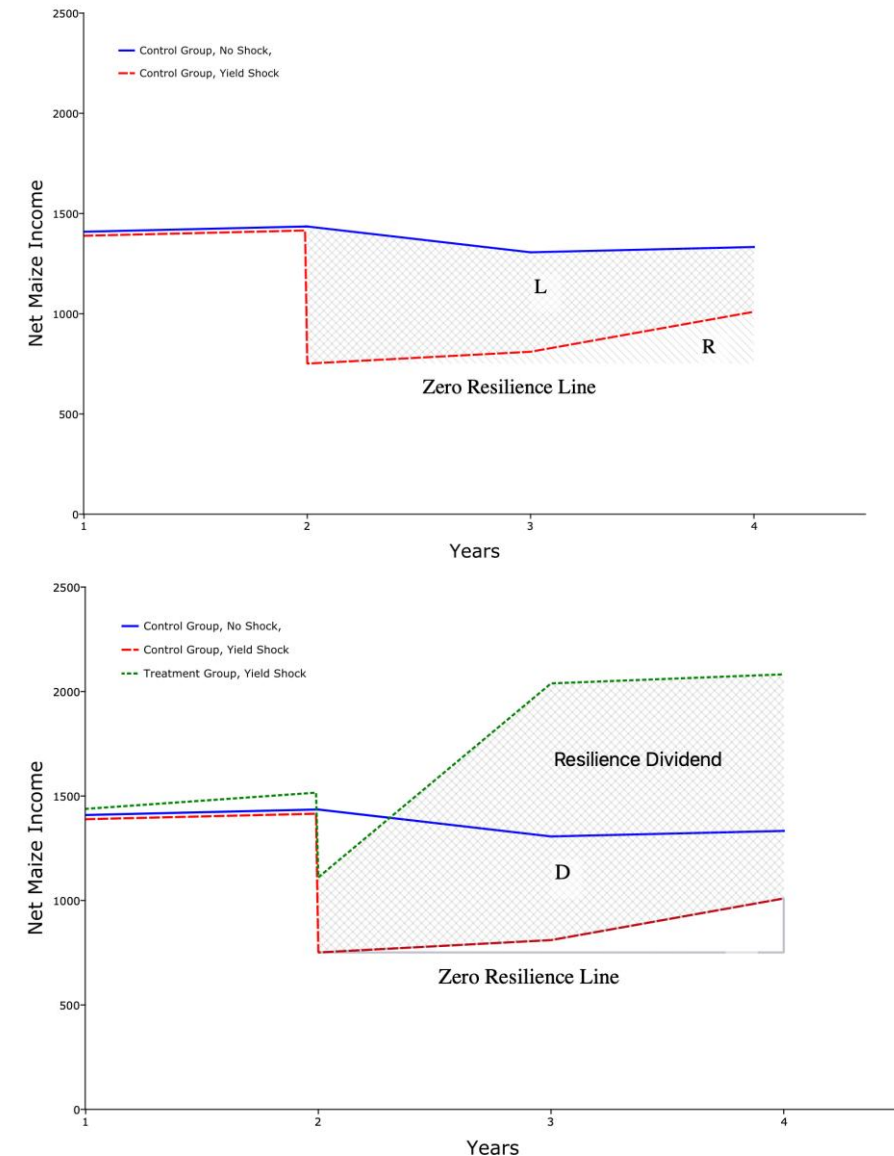 2500
Control Group, No Shock,
Control Group, Yield Shock
2000
1500
Net Maize Income
L
1000
R
Zero Resilience Line
500
0
1 2 3 4
Years
2500
Control Group, No Shock,
Control Group, Yield Shock
Treatment Group, Yield Shock
2000
Resilience Dividend
1500
Net Maize Income
D
1000
Zero Resilience Line
500
0
1 2 3 4
Years